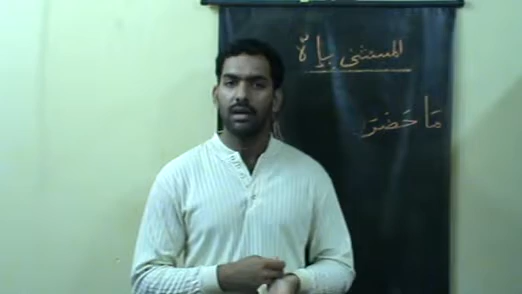 المستثنى بإلّا
مَا حَضَرَ